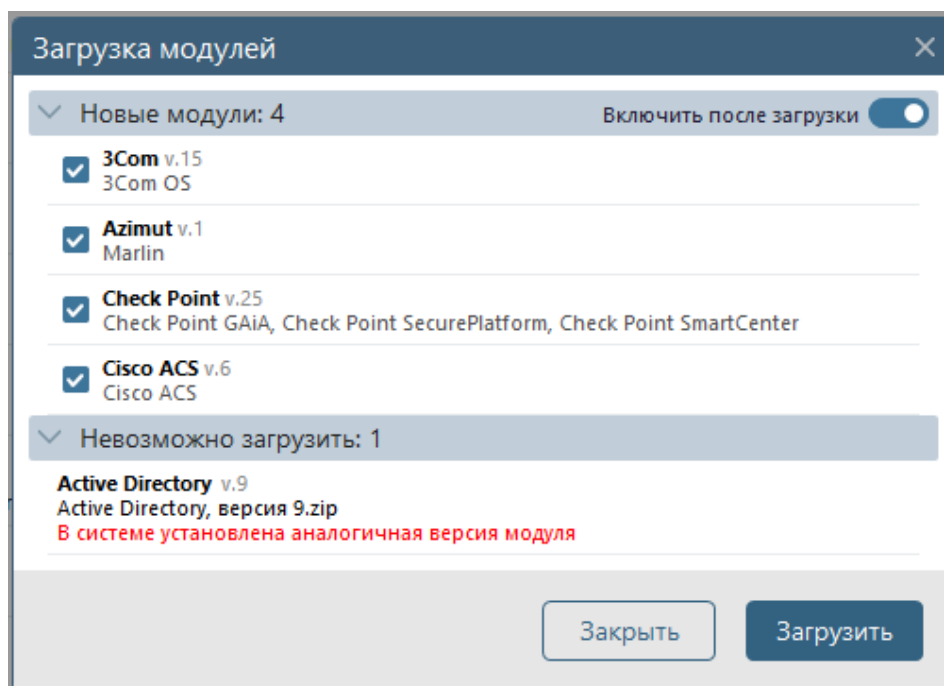 Загрузка модулей
Новые модули: 4 Включить после загрузки
3Com v.15
3Com OS
Azimut v.1
Marlin
Check Point v.25
Check Point GAiA, Check Point SecurePlatform, Check Point SmartCenter
Cisco ACS v.6
Cisco ACS
Невозможно загрузить: 1
Active Directory v.9
Active Directory, версия 9.zip
В системе установлена аналогичная версия модуля
Закрыть Загрузить